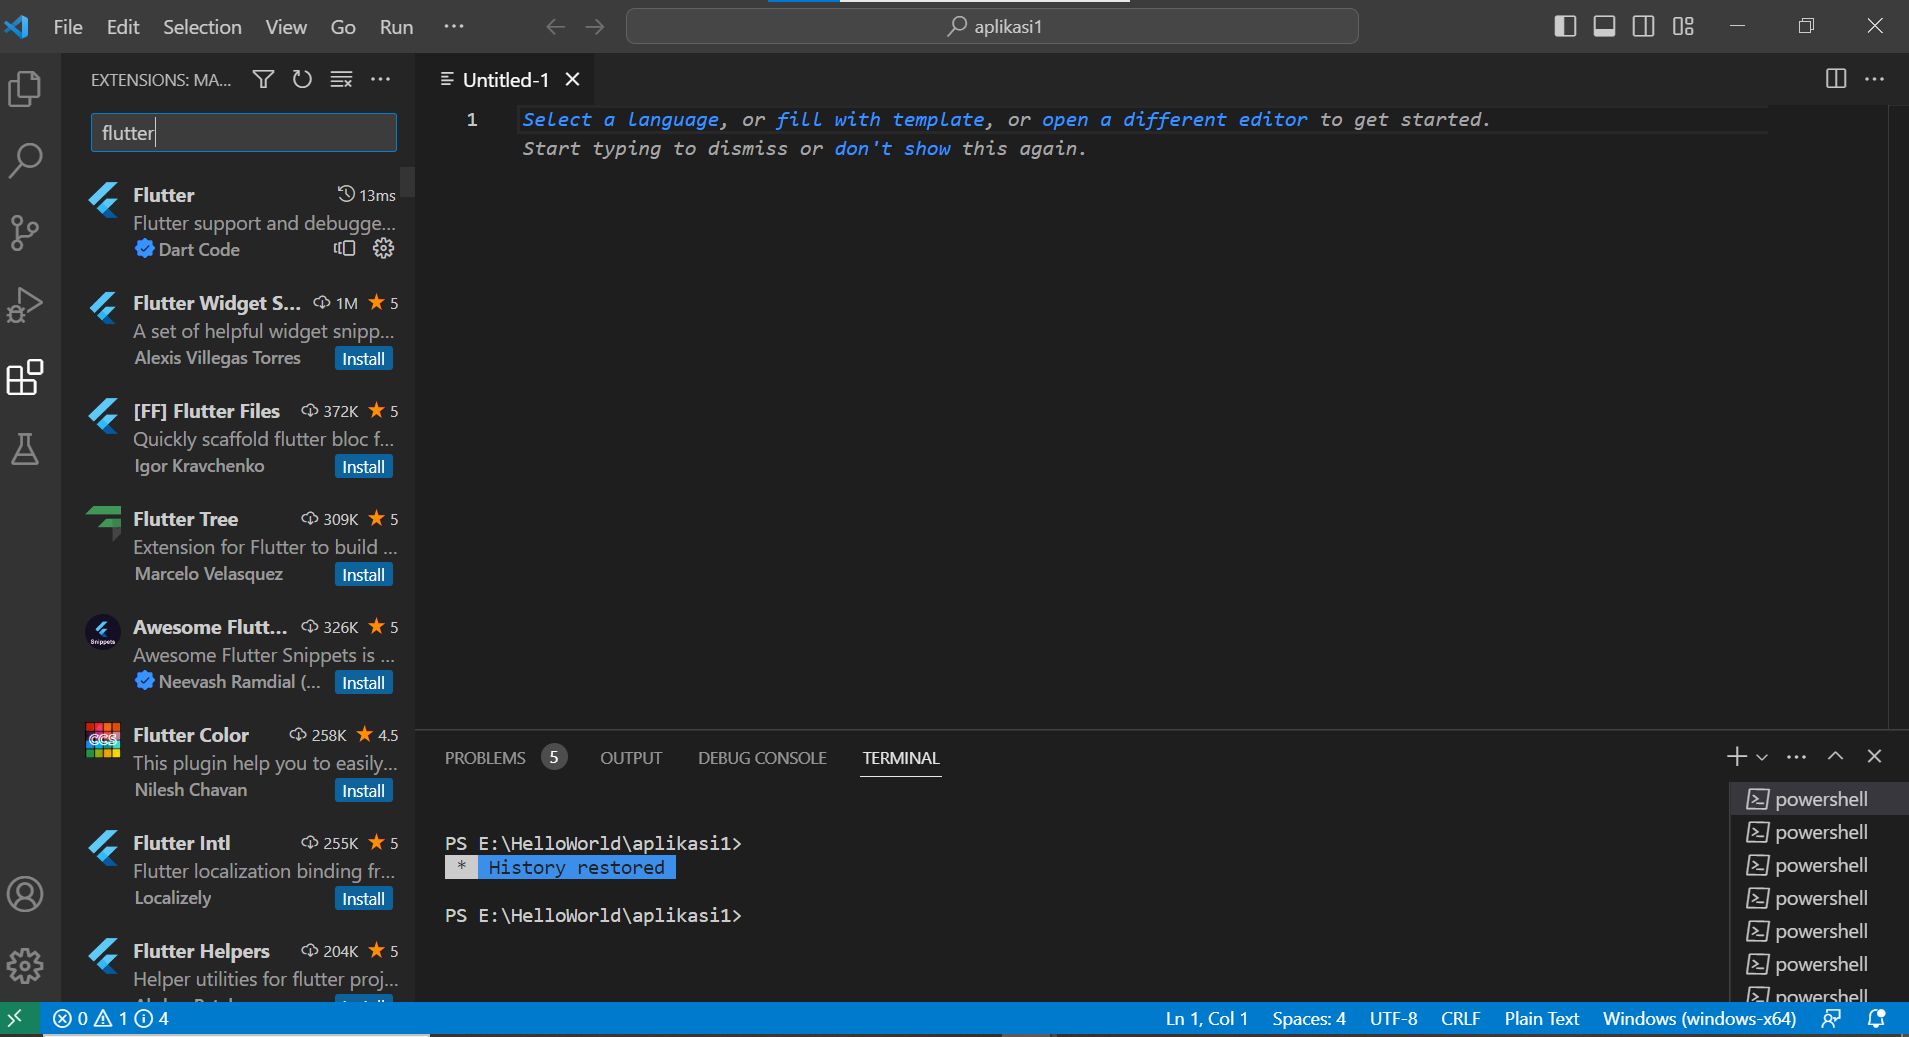 File Edit Selection View Go Run ···
aplikasi1
EXTENSIONS: MA...
flutter
Flutter 13ms
Flutter support and debugge...
Dart Code
Flutter Widget S... 1M 5
A set of helpful widget snipp...
Alexis Villegas Torres Install
[FF] Flutter Files 372K 5
Quickly scaffold flutter bloc f...
Igor Kravchenko Install
Flutter Tree 309K 5
Extension for Flutter to build ...
Marcelo Velasquez Install
Snippets
Awesome Flutt... 326K 5
Awesome Flutter Snippets is ...
Neevash Ramdial (... Install
CCS
Flutter Color 258K 4.5
This plugin help you to easily...
Nilesh Chavan Install
Flutter Intl 255K 5
Flutter localization binding fr...
Localizely Install
Flutter Helpers 204K 5
Helper utilities for flutter proj...
Untitled-1
1 Select a language, or fill with template, or open a different editor to get started.
Start typing to dismiss or don't show this again.
PROBLEMS 5 OUTPUT DEBUG CONSOLE TERMINAL
PS E:\HelloWorld\aplikasi1>
* History restored
PS E:\HelloWorld\aplikasi1>
powershell
powershell
powershell
powershell
powershell
powershell
powershell
0 1 4
Ln 1, Col 1 Spaces: 4 UTF-8 CRLF Plain Text Windows (windows-x64)